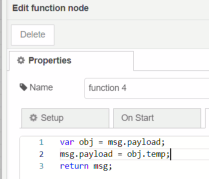 Edit function node
Delete
Properties
Name function 4
Setup On Start
1 var obj = msg.payload;
2 msg.payload = obj.temp;
3 return msg;